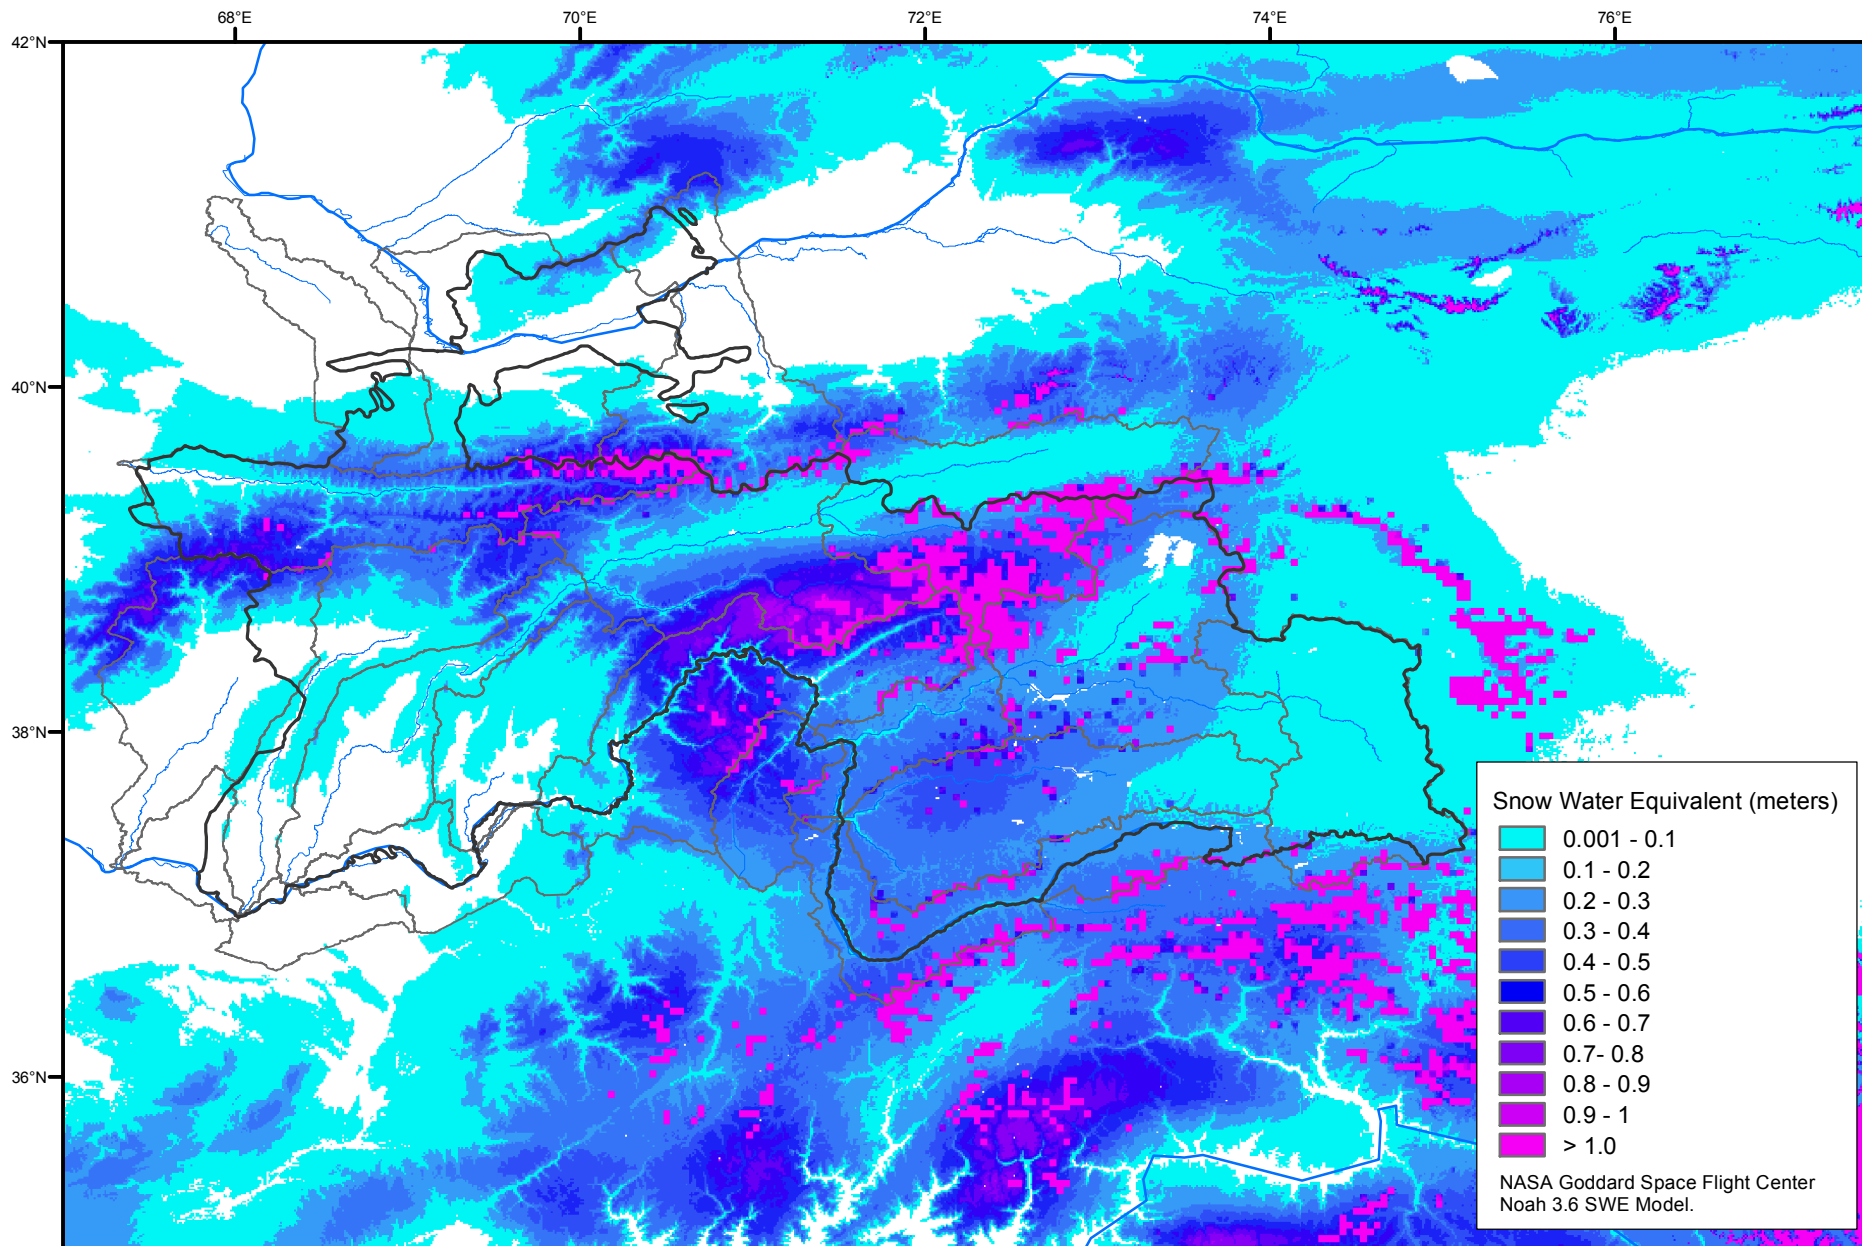 68°E 70°E 72°E 74°E 76°E
42°N
40°N
38°N
36°N
Snow Water Equivalent (meters)
0.001 - 0.1
0.1 - 0.2
0.2 - 0.3
0.3 - 0.4
0.4 - 0.5
0.5 - 0.6
0.6 - 0.7
0.7- 0.8
0.8 - 0.9
0.9 - 1
> 1.0
NASA Goddard Space Flight Center
Noah 3.6 SWE Model.